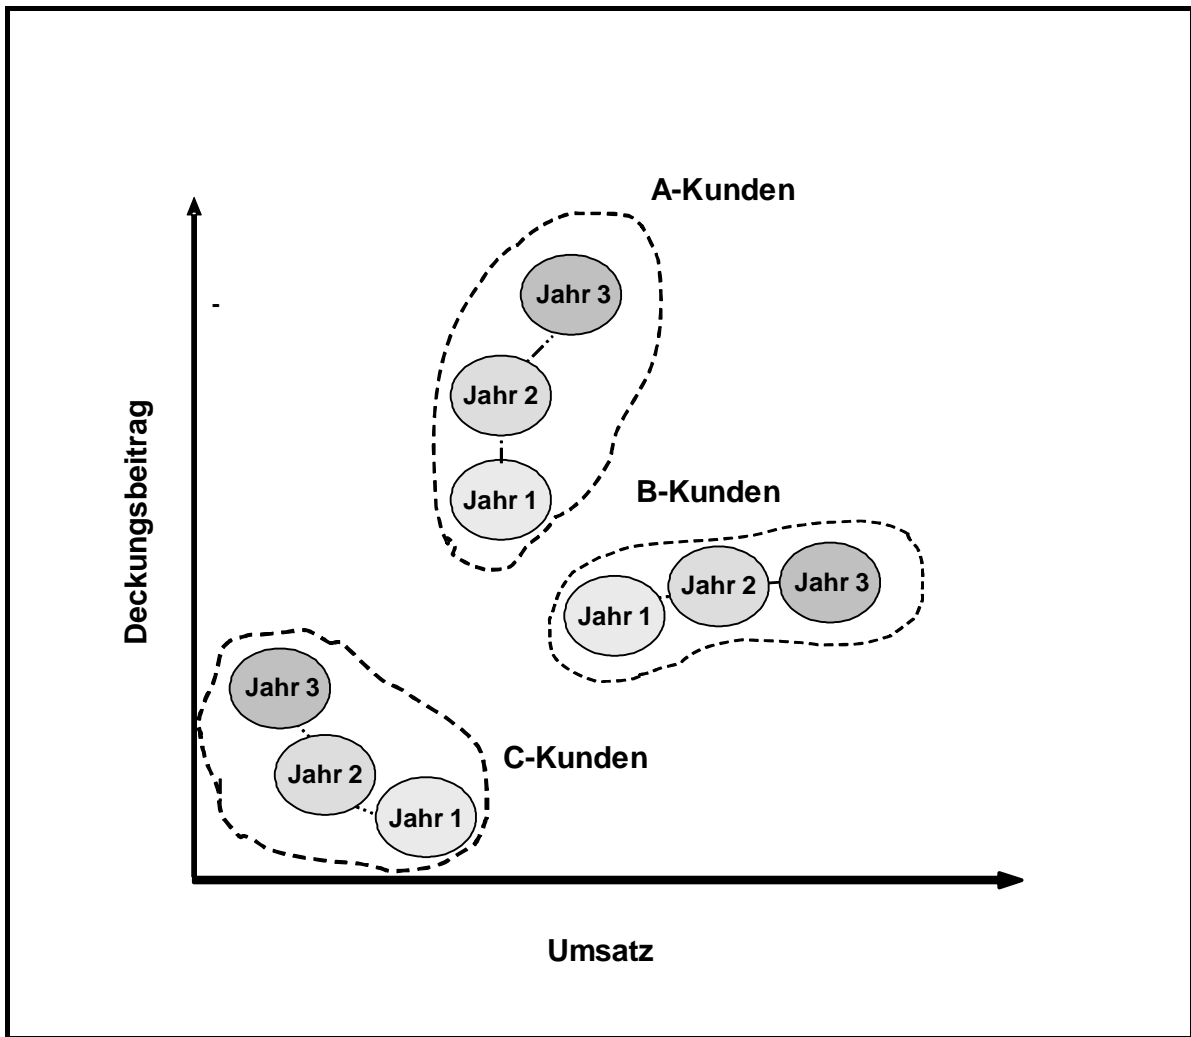 A-Kunden
Jahr 3
Jahr 2
Jahr 1
B-Kunden
Jahr 1
Jahr 2
Jahr 3
Deckungsbeitrag
Jahr 3
Jahr 2
Jahr 1
C-Kunden
Umsatz